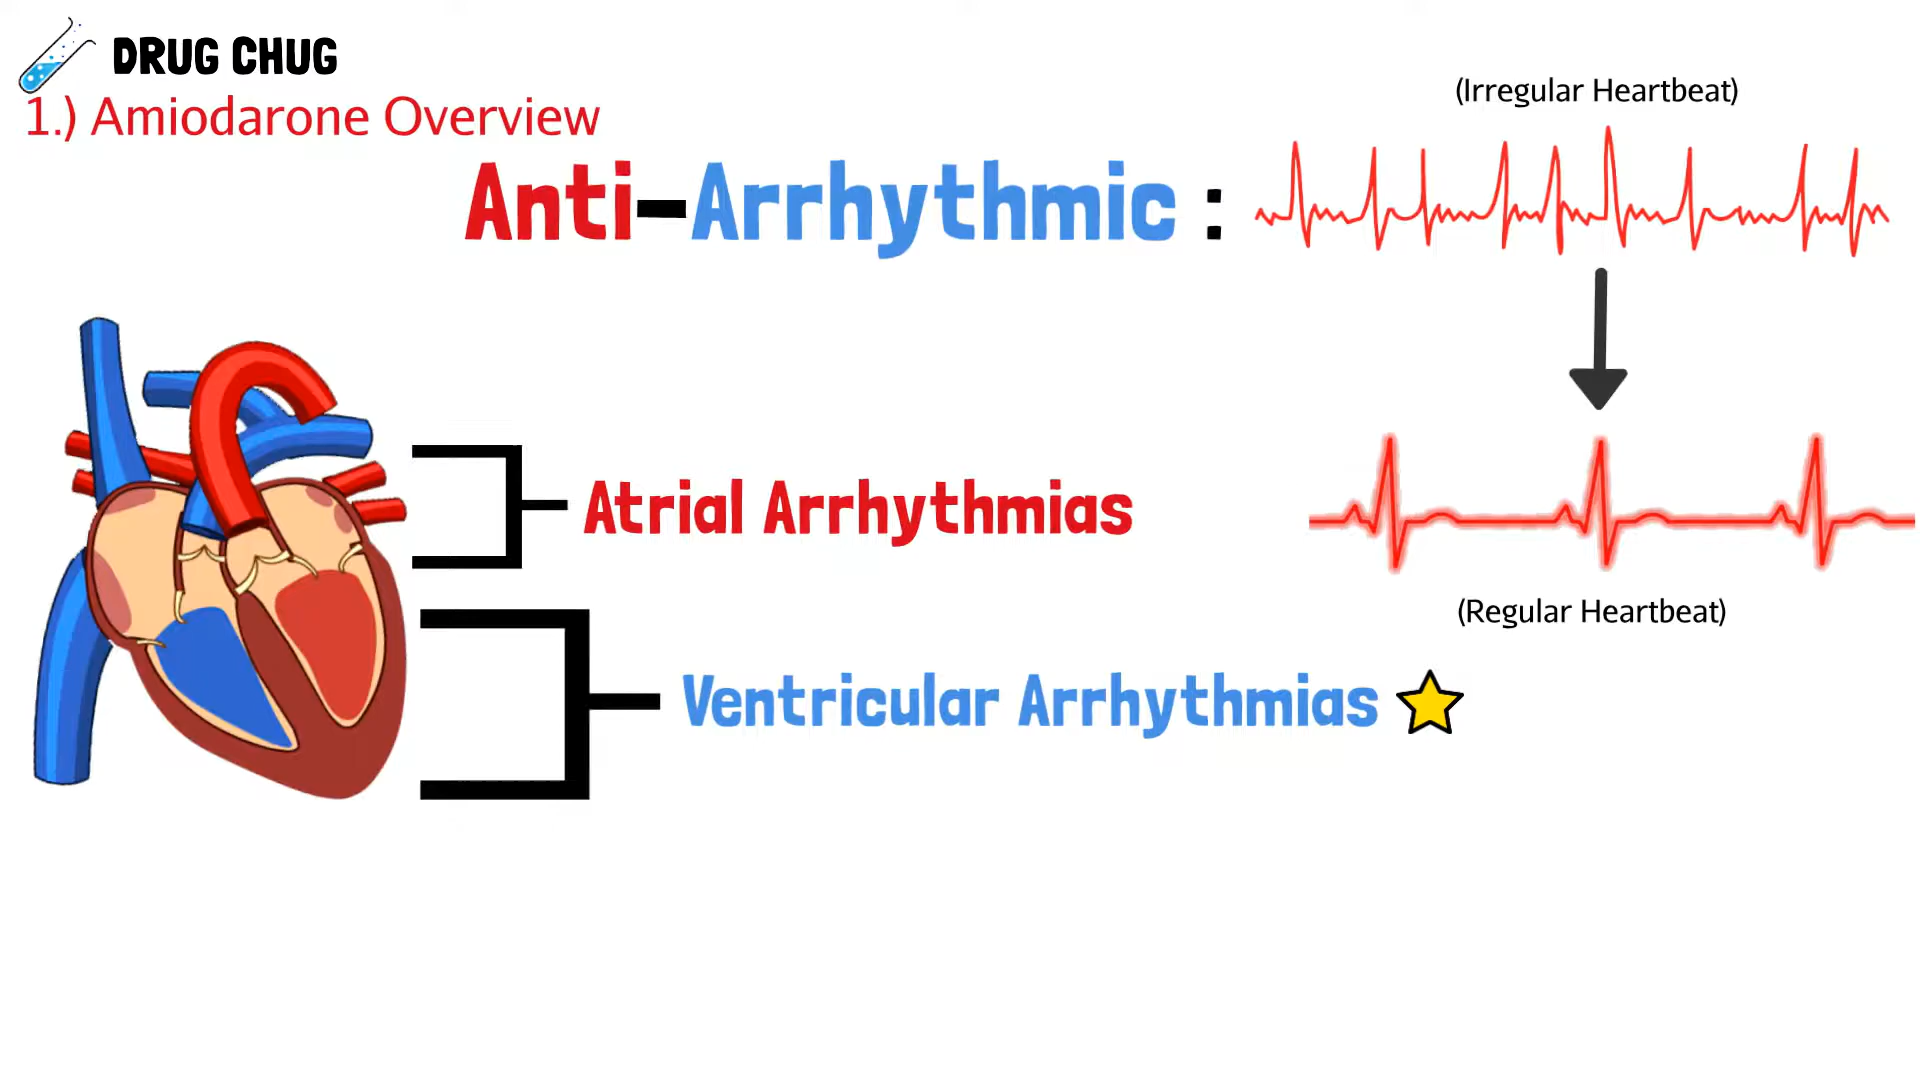 DRUG CHUG
1.) Amiodarone Overview
(Irregular Heartbeat)
Anti-Arrhythmic :
Atrial Arrhythmias
(Regular Heartbeat)
Ventricular Arrhythmias